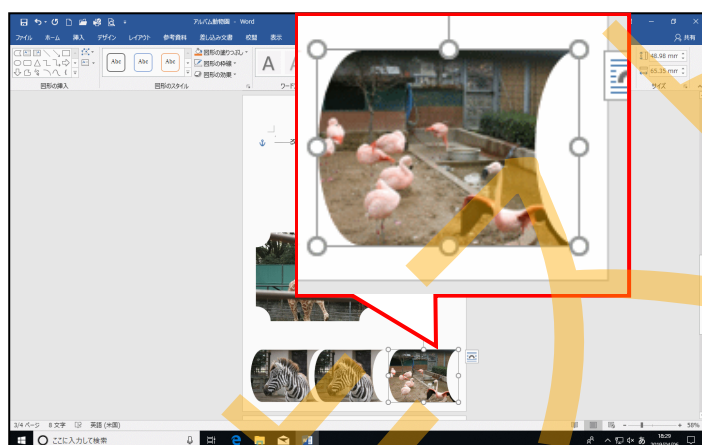 アルバム動物園 - Word
ファイル ホーム 挿入 デザイン レイアウト 参考資料 差し込み文書 校閲 表示
共有
Abc Abc Abc
図形の塗りつぶし
図形の枠線
図形の効果
A
48.98 mm
65.35 mm
図形の挿入 図形のスタイル サイズ
3/4 ページ 8 文字 英語 (米国)
50%
ここに入力して検索
あ
18:29